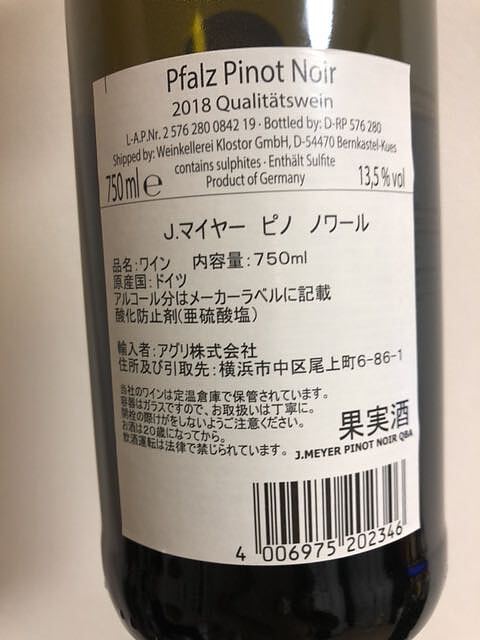 Pfalz Pinot Noir
2018 Qualitätswein
L-A.P.Nr. 2 576 280 0842 19 · Bottled by: D-RP 576 280
Shipped by: Weinkellerei Klostor GmbH, D-54470 Bernkastel-Kues
contains sulphites · Enthält Sulfite
750 ml ℮ Product of Germany 13,5 % vol
J.マイヤー ピノ ノワール
品名:ワイン 内容量:750ml
原産国:ドイツ
アルコール分はメーカーラベルに記載
酸化防止剤(亜硫酸塩)
輸入者:アグリ株式会社
住所及び引取先:横浜市中区尾上町6-86-1
当社のワインは定温倉庫で保管されています。
容器はガラスですので、お取扱いは丁寧に。
開栓の際けがをしないようご注意ください。
お酒は20歳になってから。
飲酒運転は法律で禁じられています。
果実酒
J.MEYER PINOT NOIR QBA
4 006975 202346